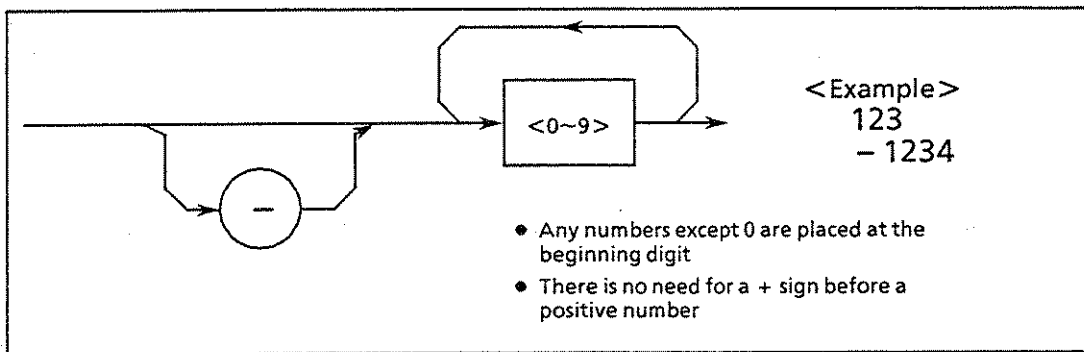 <0~9>
−
<Example>
123
− 1234
● Any numbers except 0 are placed at the
beginning digit
● There is no need for a + sign before a
positive number